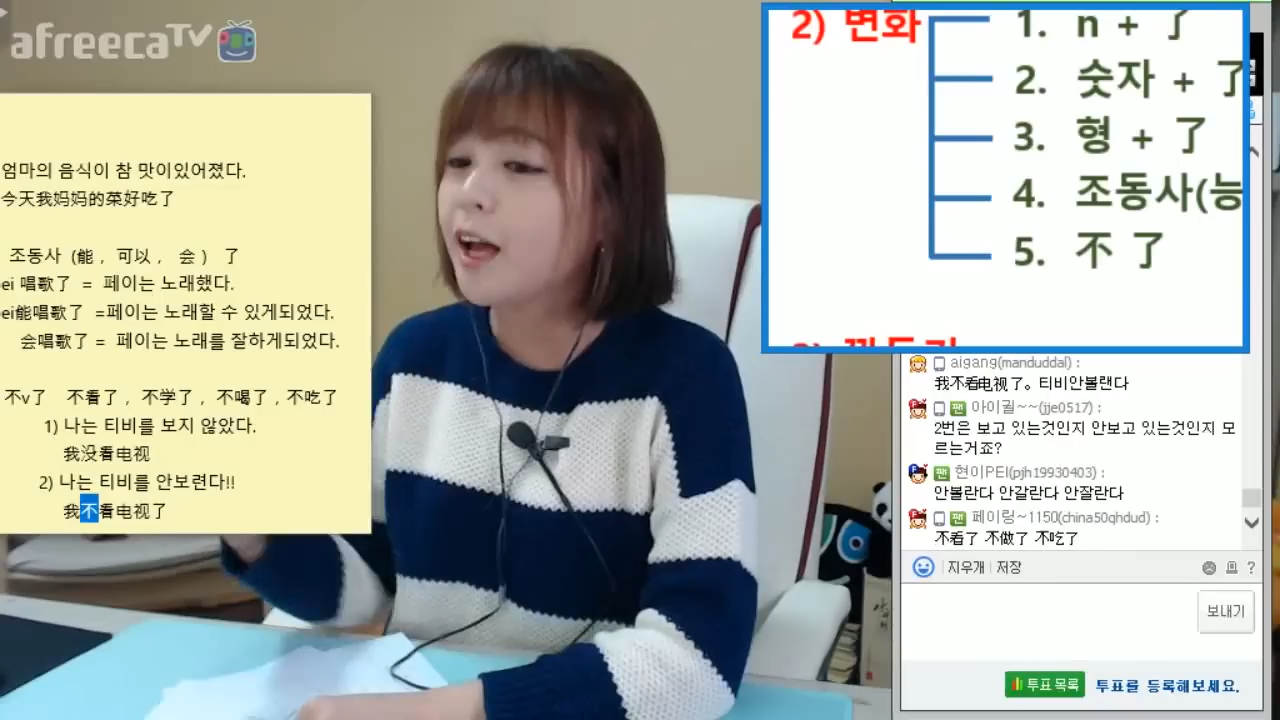 afreecaTV
엄마의 음식이 참 맛이있어졌다.
今天我妈妈的菜好吃了
조동사 (能， 可以， 会 ) 了
ei 唱歌了 = 페이는 노래했다.
ei能唱歌了 =페이는 노래할 수 있게되었다.
会唱歌了 = 페이는 노래를 잘하게되었다.
不v了 不看了， 不学了， 不喝了，不吃了
1) 나는 티비를 보지 않았다.
我没看电视
2) 나는 티비를 안보련다!!
我不看电视了
2) 변화
1. n + 了
2. 숫자 + 了
3. 형 + 了
4. 조동사(능
5. 不 了
aigang(manduddal) :
我不看电视了。티비안볼랜다
팬 아이궐~~(jje0517) :
2번은 보고 있는것인지 안보고 있는것인지 모
르는거죠?
팬 현이PEI(pjh19930403) :
안볼란다 안갈란다 안잘란다
팬 페이링~1150(china50qhdud) :
不看了 不做了 不吃了
지우개 저장 ?
보내기
투표 목록 투표를 등록해보세요.